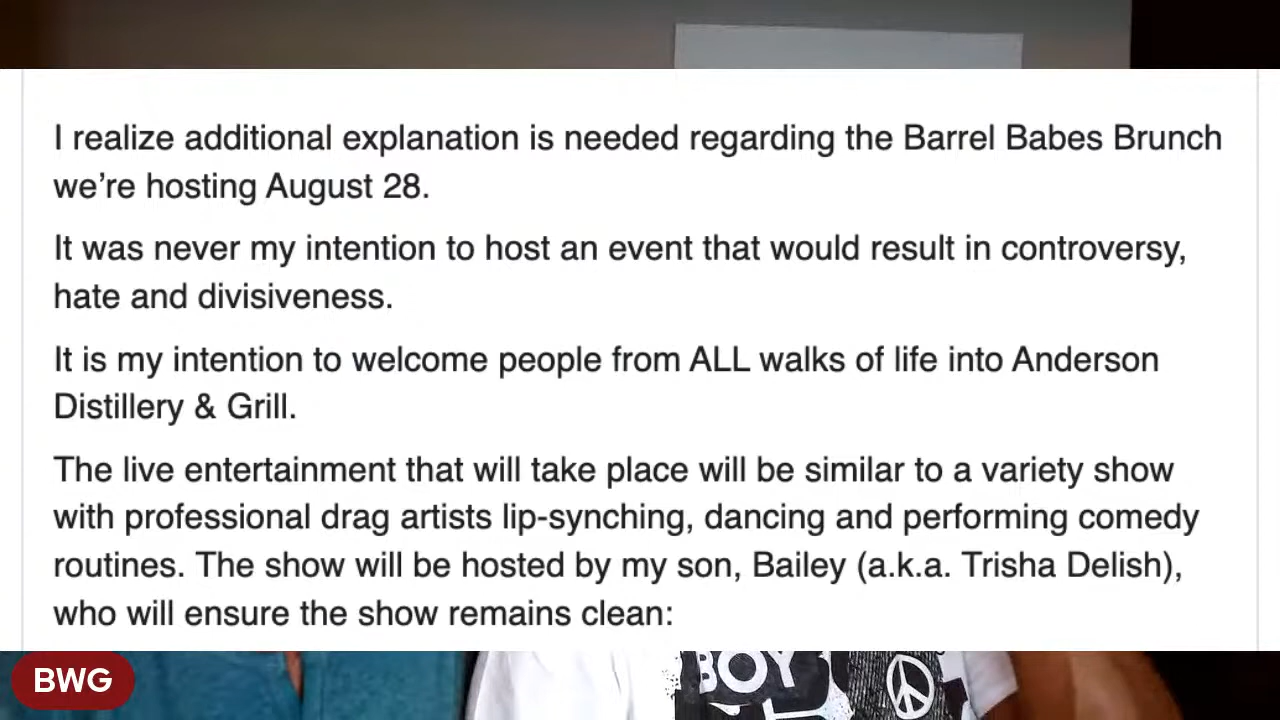 I realize additional explanation is needed regarding the Barrel Babes Brunch
we’re hosting August 28.
It was never my intention to host an event that would result in controversy,
hate and divisiveness.
It is my intention to welcome people from ALL walks of life into Anderson
Distillery & Grill.
The live entertainment that will take place will be similar to a variety show
with professional drag artists lip-synching, dancing and performing comedy
routines. The show will be hosted by my son, Bailey (a.k.a. Trisha Delish),
who will ensure the show remains clean:
BWG
BOY